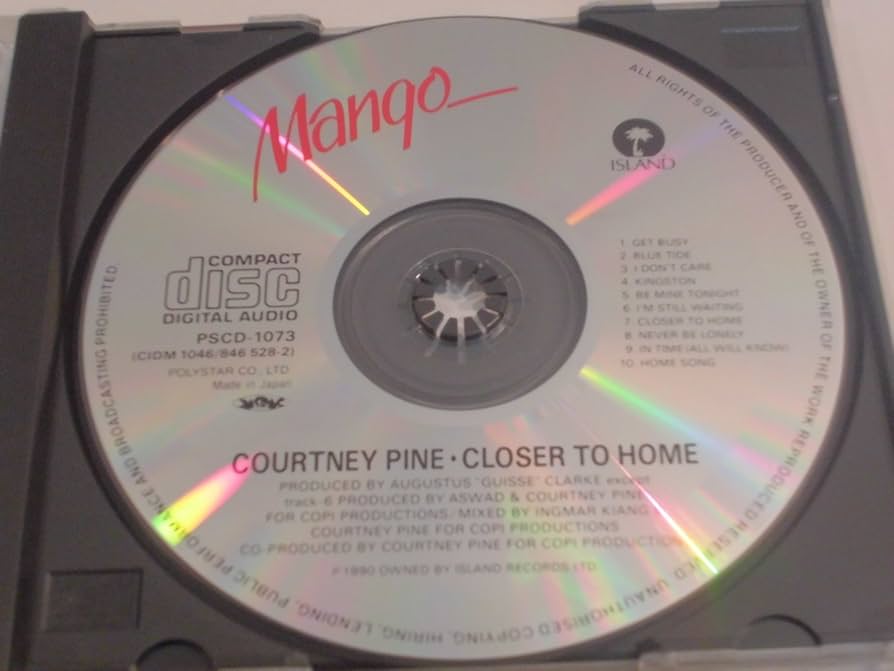 Mango
ISLAND
COMPACT
disc
DIGITAL AUDIO
PSCD-1073
(CIDM 1046/846 528-2)
POLYSTAR CO., LTD
Made in Japan
1. GET BUSY
2. BLUE TIDE
3. I DON'T CARE
4. KINGSTON
5. BE MINE TONIGHT
6. I'M STILL WAITING
7. CLOSER TO HOME
8. NEVER BE LONELY
9. IN TIME (ALL WILL KNOW)
10. HOME SONG
COURTNEY PINE · CLOSER TO HOME
PRODUCED BY AUGUSTUS "GUISSE" CLARKE except
track 6 PRODUCED BY ASWAD & COURTNEY PINE
FOR COPI PRODUCTIONS/MIXED BY INGMAR KIANG
COURTNEY PINE FOR COPI PRODUCTIONS
CO-PRODUCED BY COURTNEY PINE FOR COPI PRODUCTION
℗ 1990 OWNED BY ISLAND RECORDS LTD.
ALL RIGHTS OF THE PRODUCER AND OF THE OWNER OF THE WORK REPRODUCED RESERVED. UNAUTHORISED COPYING, HIRING, LENDING, PUBLIC PERFORMANCE AND BROADCASTING PROHIBITED.